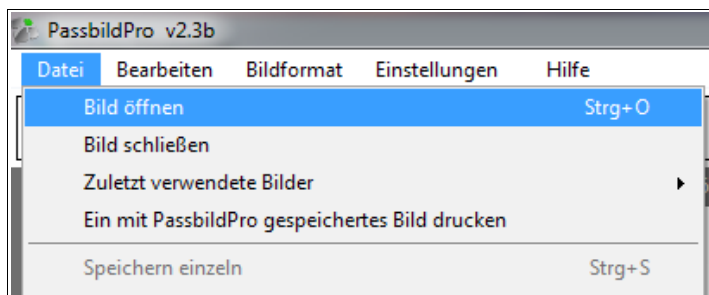 PassbildPro v2.3b
Datei Bearbeiten Bildformat Einstellungen Hilfe
Bild öffnen Strg+O
Bild schließen
Zuletzt verwendete Bilder
Ein mit PassbildPro gespeichertes Bild drucken
Speichern einzeln Strg+S